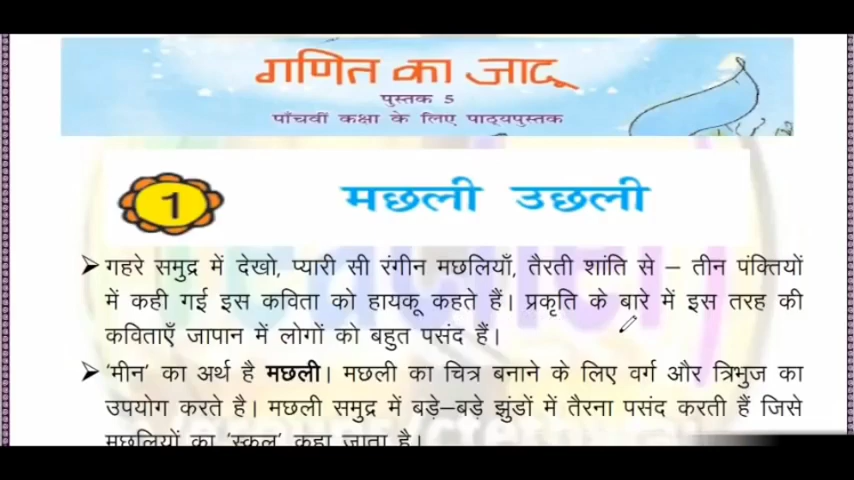 गणित का जादू
पुस्तक 5
पाँचवीं कक्षा के लिए पाठ्यपुस्तक
1 मछली उछली
➢ गहरे समुद्र में देखो, प्यारी सी रंगीन मछलियाँ, तैरती शांति से – तीन पंक्तियों
में कही गई इस कविता को हायकू कहते हैं। प्रकृति के बारे में इस तरह की
कविताएँ जापान में लोगों को बहुत पसंद हैं।
➢ 'मीन' का अर्थ है मछली। मछली का चित्र बनाने के लिए वर्ग और त्रिभुज का
उपयोग करते है। मछली समुद्र में बड़े–बड़े झुंडों में तैरना पसंद करती हैं जिसे
मछलियों का 'स्कूल' कहा जाता है।